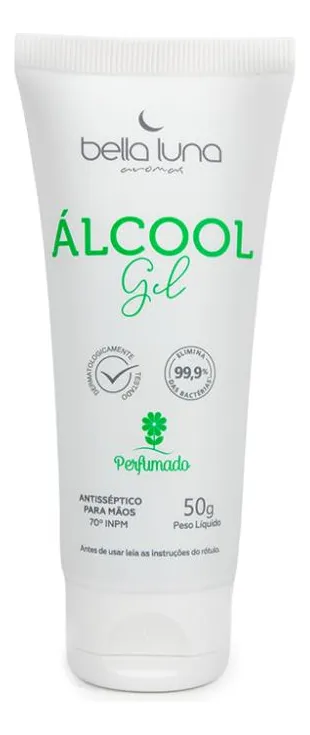 bella luna
aromas
ÁLCOOL
Gel
DERMATOLOGICAMENTE
TESTADO
ELIMINA
99,9%
DAS BACTÉRIAS
Perfumado
ANTISSÉPTICO
PARA MÃOS
70º INPM
50g
Peso Líquido
Antes de usar leia as instruções do rótulo.